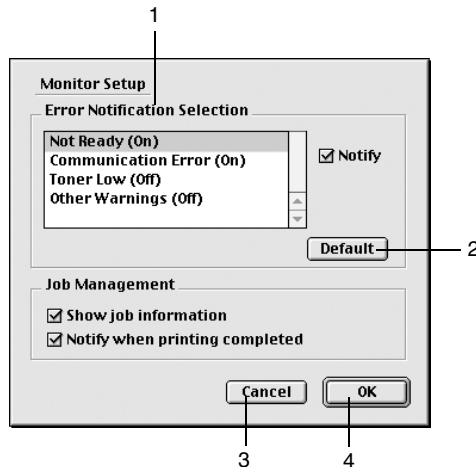 1
Monitor Setup
Error Notification Selection
Not Ready (On)
Communication Error (On)
Toner Low (Off)
Other Warnings (Off)
Notify
Default
2
Job Management
Show job information
Notify when printing completed
Cancel
OK
3
4